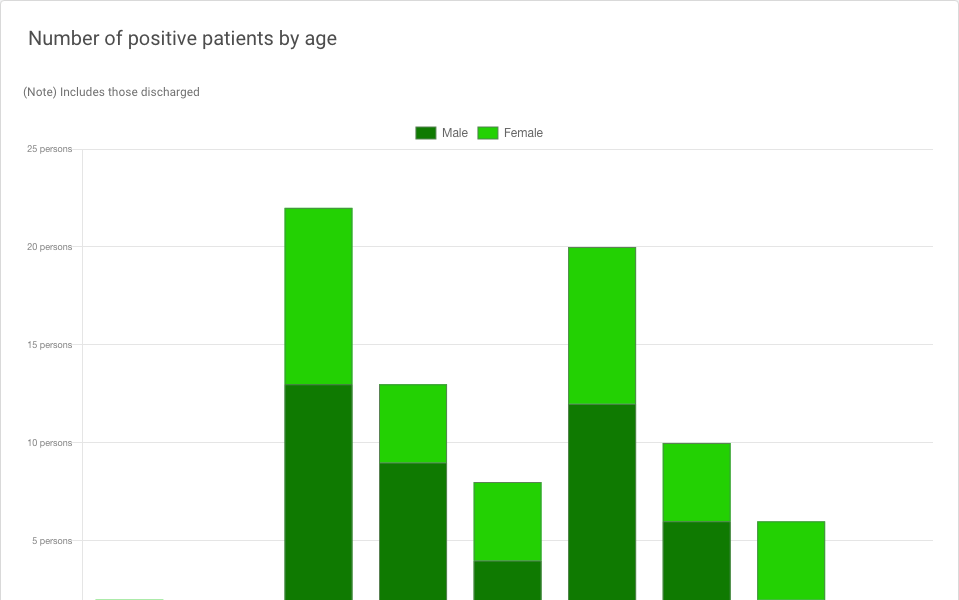 Number of positive patients by age
(Note) Includes those discharged
Male Female
25 persons
20 persons
15 persons
10 persons
5 persons